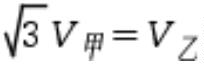 √3 V甲 = V乙